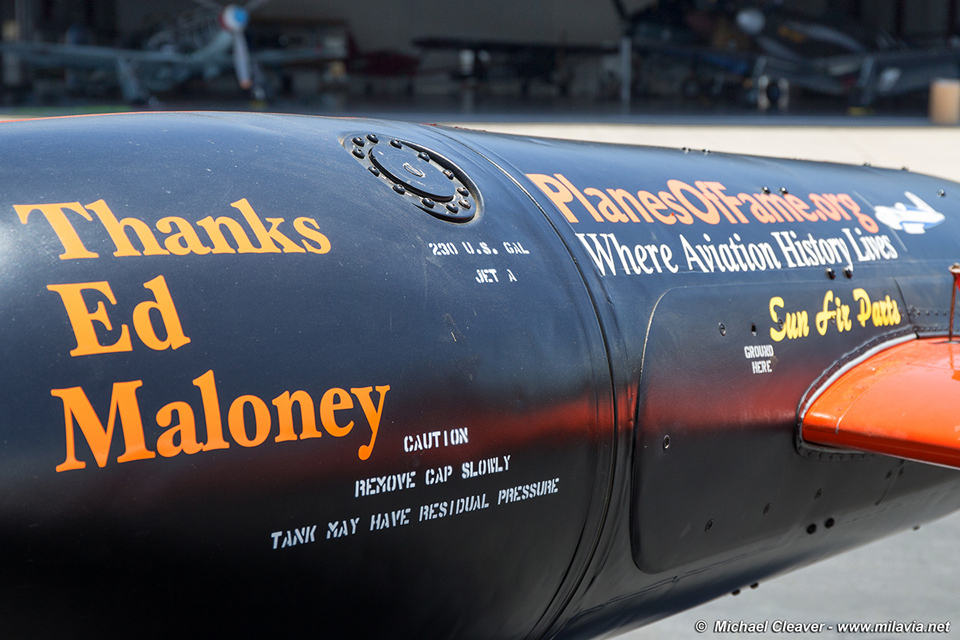 Thanks
Ed
Maloney
230 U.S. GAL
JET A
CAUTION
REMOVE CAP SLOWLY
TANK MAY HAVE RESIDUAL PRESSURE
PlanesOfFame.org
Where Aviation History Lives
Sun Air Parts
GROUND
HERE
© Michael Cleaver - www.milavia.net